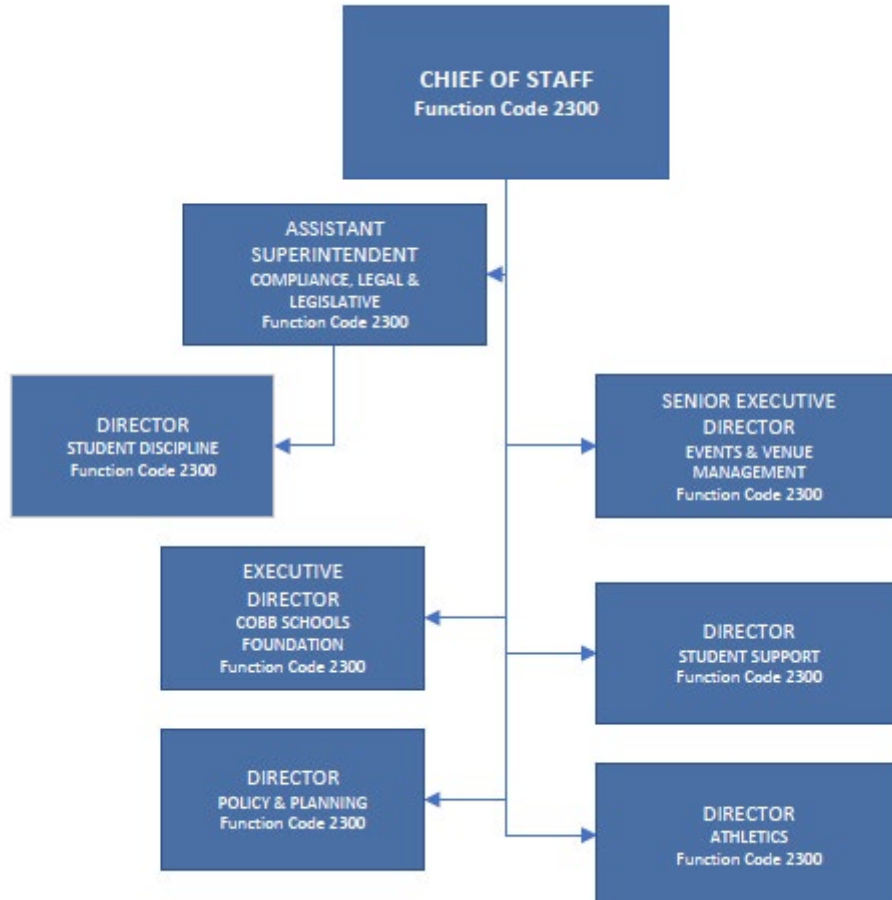 CHIEF OF STAFF
Function Code 2300
ASSISTANT
SUPERINTENDENT
COMPLIANCE, LEGAL &
LEGISLATIVE
Function Code 2300
DIRECTOR
STUDENT DISCIPLINE
Function Code 2300
SENIOR EXECUTIVE
DIRECTOR
EVENTS & VENUE
MANAGEMENT
Function Code 2300
EXECUTIVE
DIRECTOR
COBB SCHOOLS
FOUNDATION
Function Code 2300
DIRECTOR
STUDENT SUPPORT
Function Code 2300
DIRECTOR
POLICY & PLANNING
Function Code 2300
DIRECTOR
ATHLETICS
Function Code 2300